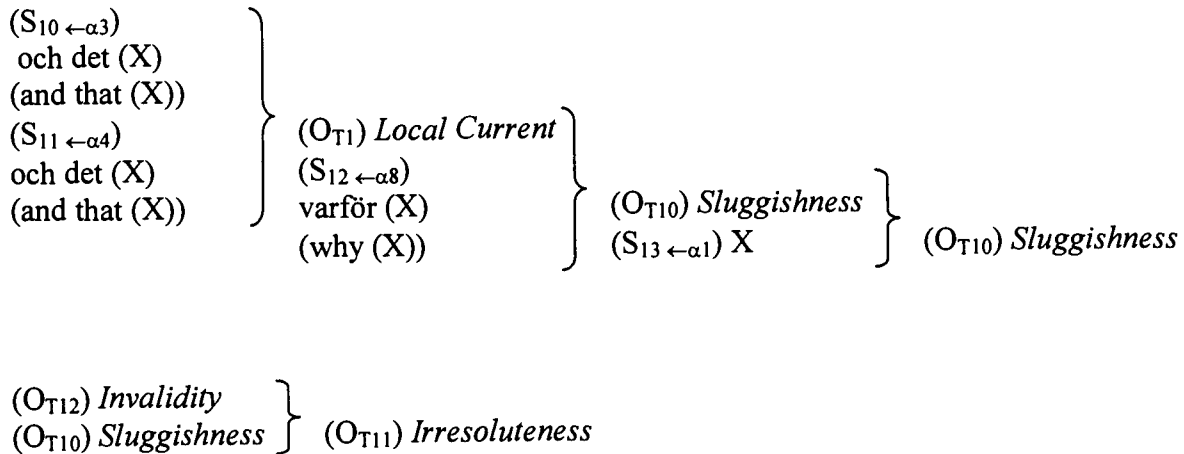 (S10 ←α3)
och det (X)
(and that (X))
(S11 ←α4)
och det (X)
(and that (X))
(OT1) Local Current
(S12 ←α8)
varför (X)
(why (X))
(OT10) Sluggishness
(S13 ←α1) X
(OT10) Sluggishness
(OT12) Invalidity
(OT10) Sluggishness
(OT11) Irresoluteness